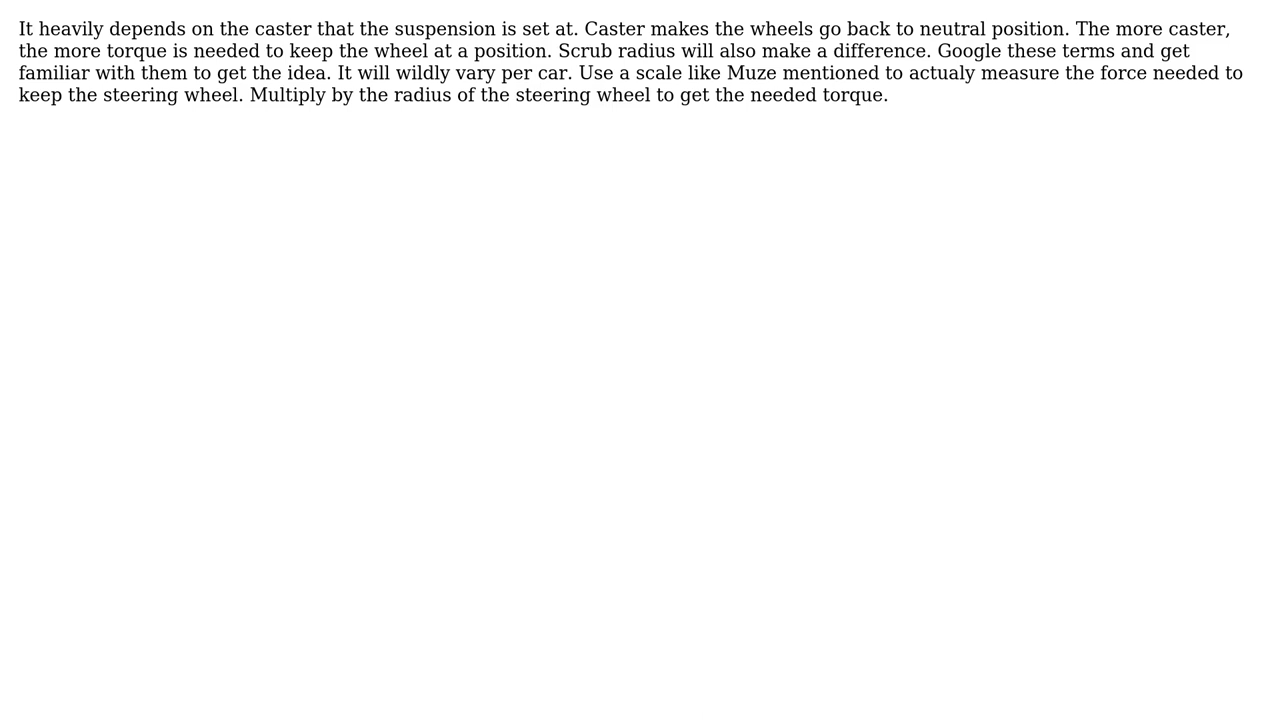 It heavily depends on the caster that the suspension is set at. Caster makes the wheels go back to neutral position. The more caster,
the more torque is needed to keep the wheel at a position. Scrub radius will also make a difference. Google these terms and get
familiar with them to get the idea. It will wildly vary per car. Use a scale like Muze mentioned to actualy measure the force needed to
keep the steering wheel. Multiply by the radius of the steering wheel to get the needed torque.